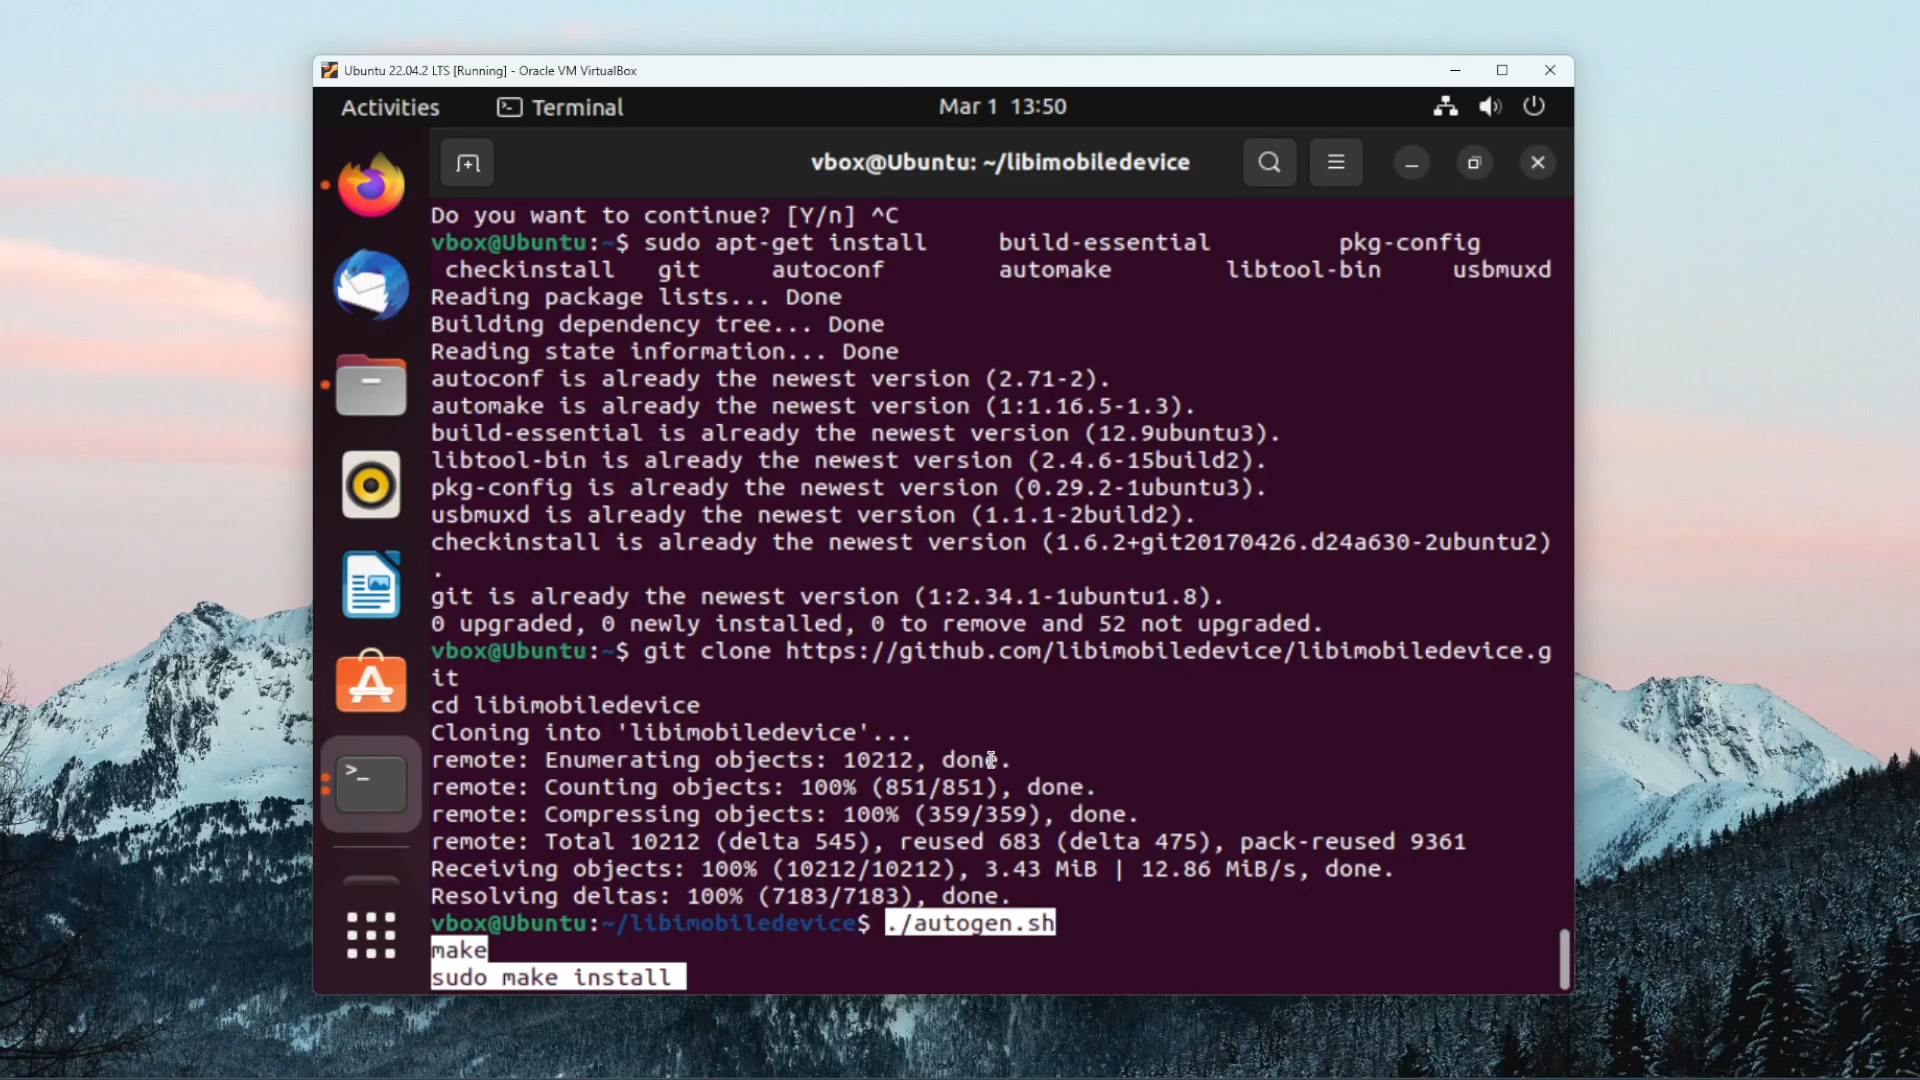 Ubuntu 22.04.2 LTS [Running] - Oracle VM VirtualBox
Activities Terminal Mar 1 13:50
vbox@Ubuntu: ~/libimobiledevice
Do you want to continue? [Y/n] ^C
vbox@Ubuntu:~$ sudo apt-get install build-essential pkg-config
checkinstall git autoconf automake libtool-bin usbmuxd
Reading package lists... Done
Building dependency tree... Done
Reading state information... Done
autoconf is already the newest version (2.71-2).
automake is already the newest version (1:1.16.5-1.3).
build-essential is already the newest version (12.9ubuntu3).
libtool-bin is already the newest version (2.4.6-15build2).
pkg-config is already the newest version (0.29.2-1ubuntu3).
usbmuxd is already the newest version (1.1.1-2build2).
checkinstall is already the newest version (1.6.2+git20170426.d24a630-2ubuntu2)
.
git is already the newest version (1:2.34.1-1ubuntu1.8).
0 upgraded, 0 newly installed, 0 to remove and 52 not upgraded.
vbox@Ubuntu:~$ git clone https://github.com/libimobiledevice/libimobiledevice.g
it
cd libimobiledevice
Cloning into 'libimobiledevice'...
remote: Enumerating objects: 10212, done.
remote: Counting objects: 100% (851/851), done.
remote: Compressing objects: 100% (359/359), done.
remote: Total 10212 (delta 545), reused 683 (delta 475), pack-reused 9361
Receiving objects: 100% (10212/10212), 3.43 MiB | 12.86 MiB/s, done.
Resolving deltas: 100% (7183/7183), done.
vbox@Ubuntu:~/libimobiledevice$ ./autogen.sh
make
sudo make install